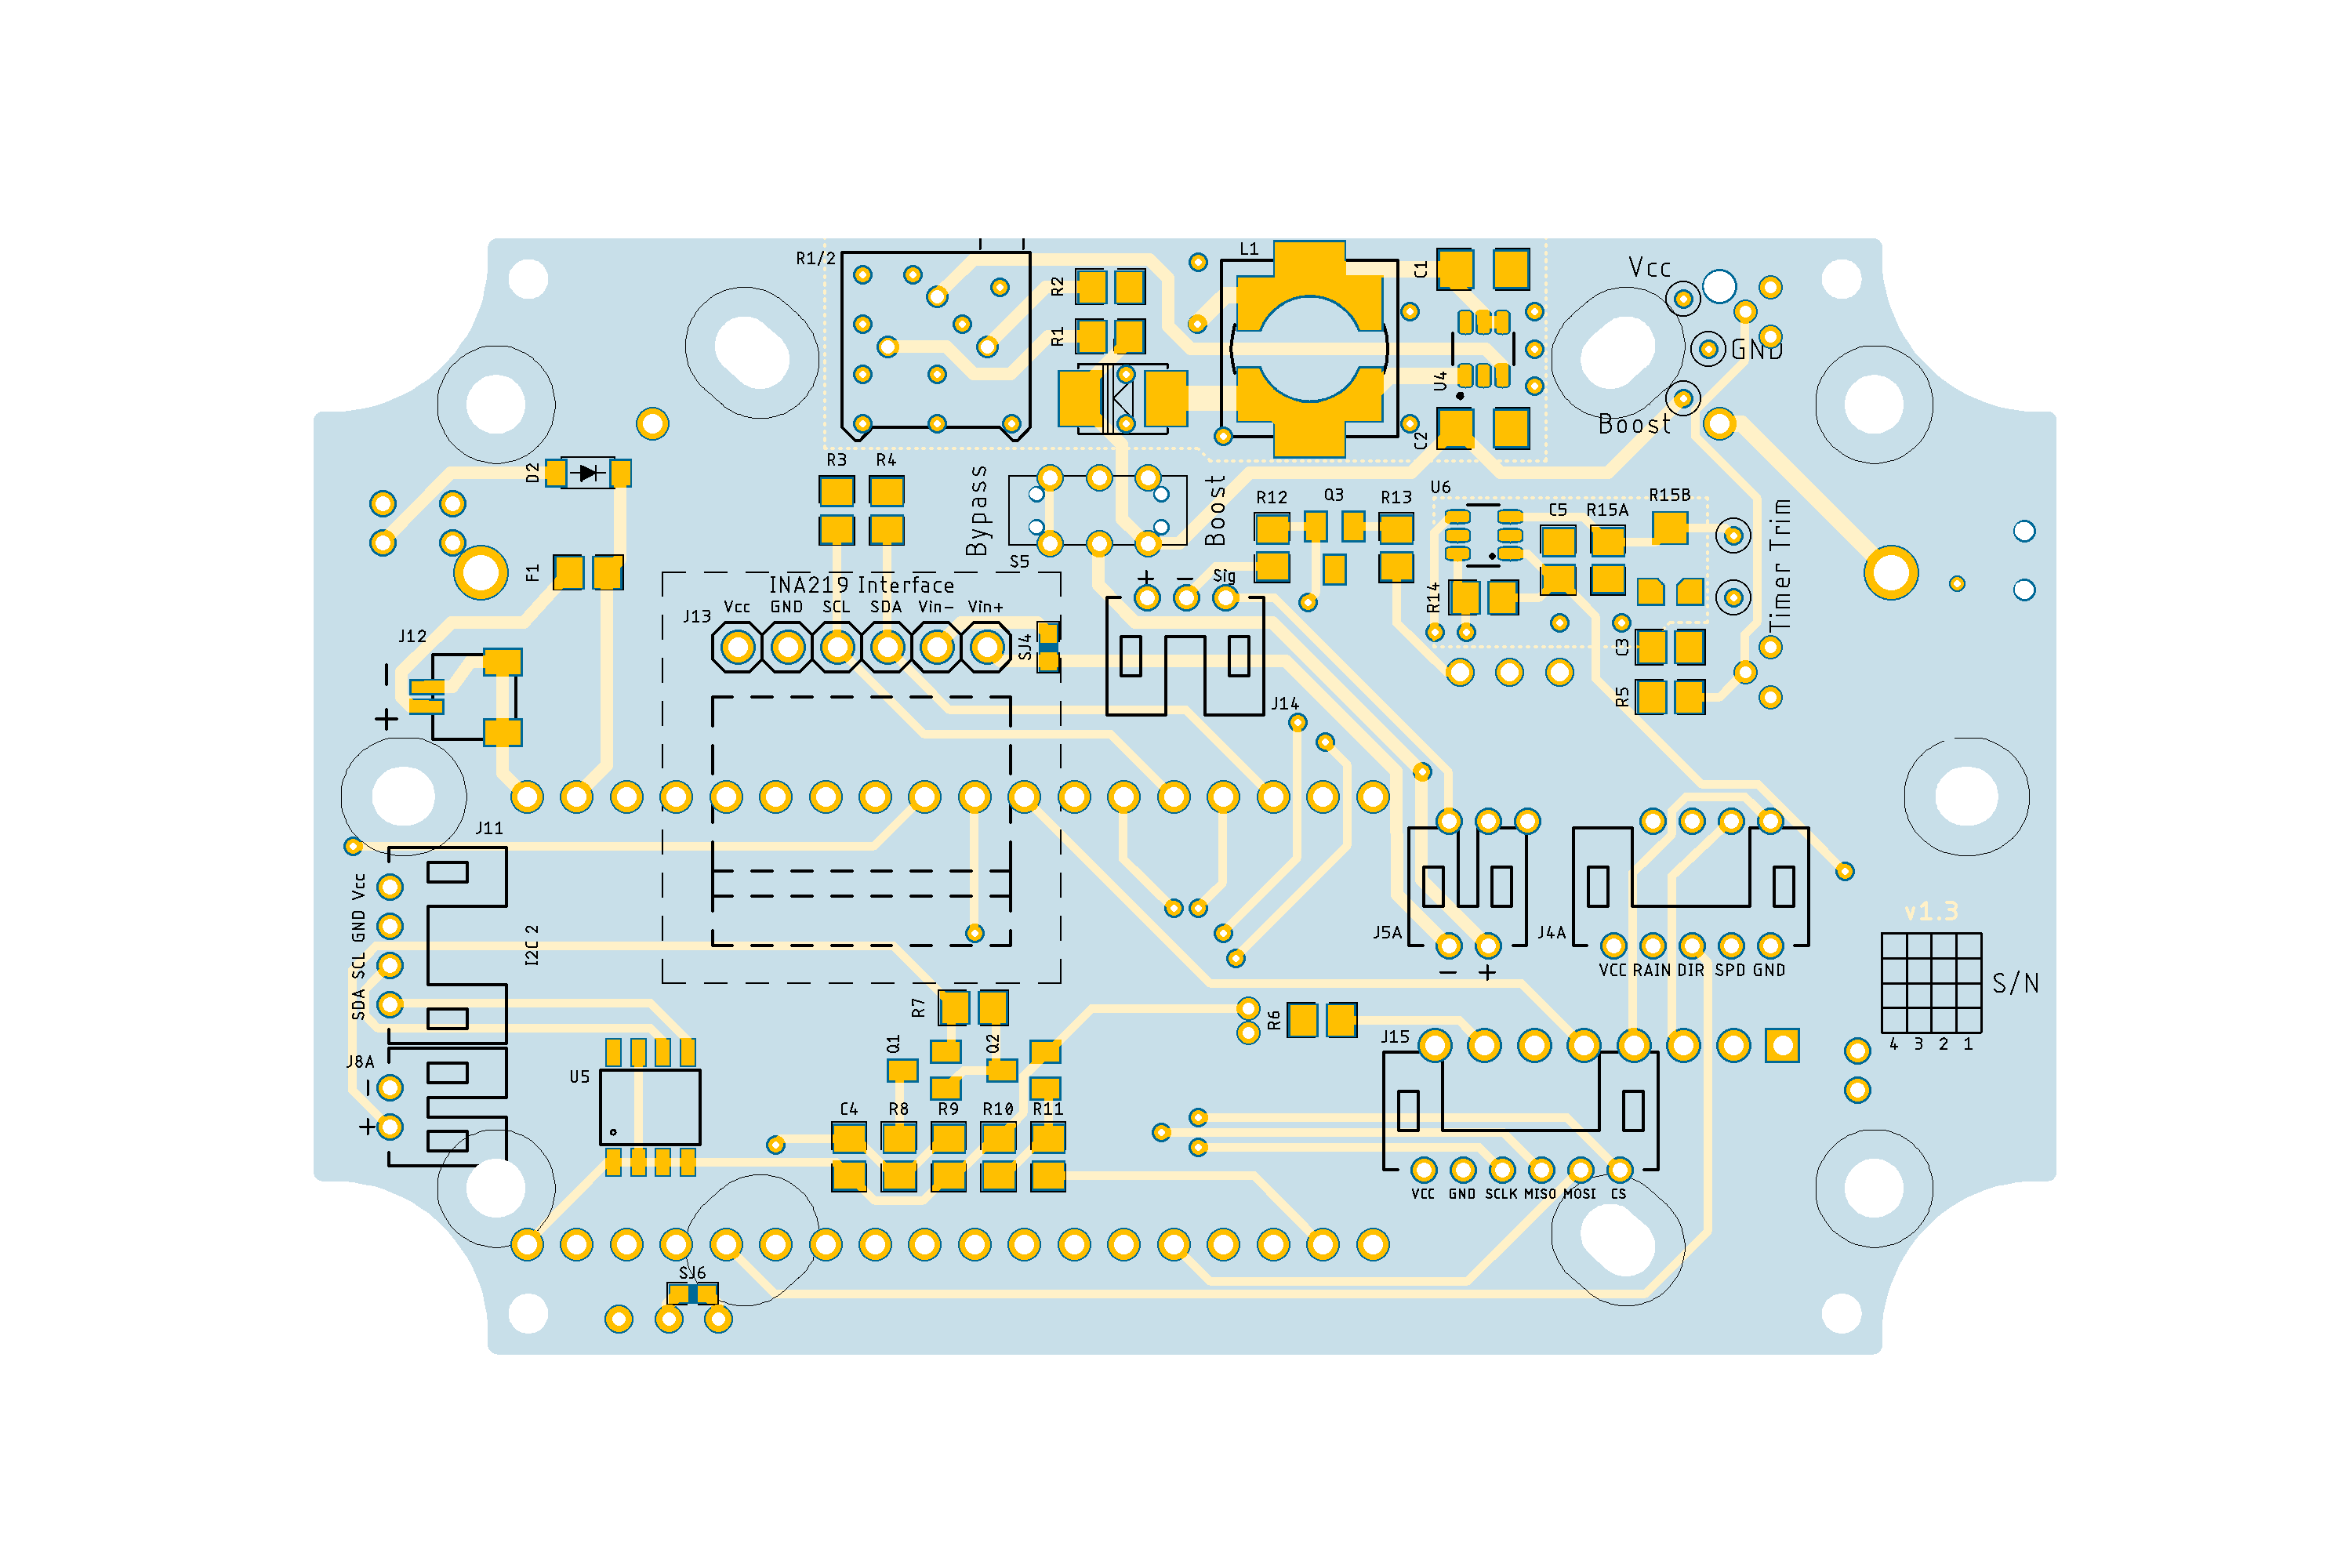 R1/2
L1
C1
Vcc
R2
R1
GND
U4
Boost
C2
R3
R4
D2
Bypass
Boost
U6
R15B
R12
Q3
R13
C5
R15A
Timer Trim
S5
F1
+
−
Sig
INA219 Interface
R14
Vcc
GND
SCL
SDA
Vin-
Vin+
J13
SJ4
J12
C3
−
+
R5
J14
J11
Vcc
GND
SCL
SDA
I2C 2
v1.3
J5A
J4A
−
+
VCC
RAIN
DIR
SPD
GND
S/N
R7
R6
Q1
Q2
J15
4
3
2
1
J8A
−
+
U5
C4
R8
R9
R10
R11
VCC
GND
SCLK
MISO
MOSI
CS
SJ6